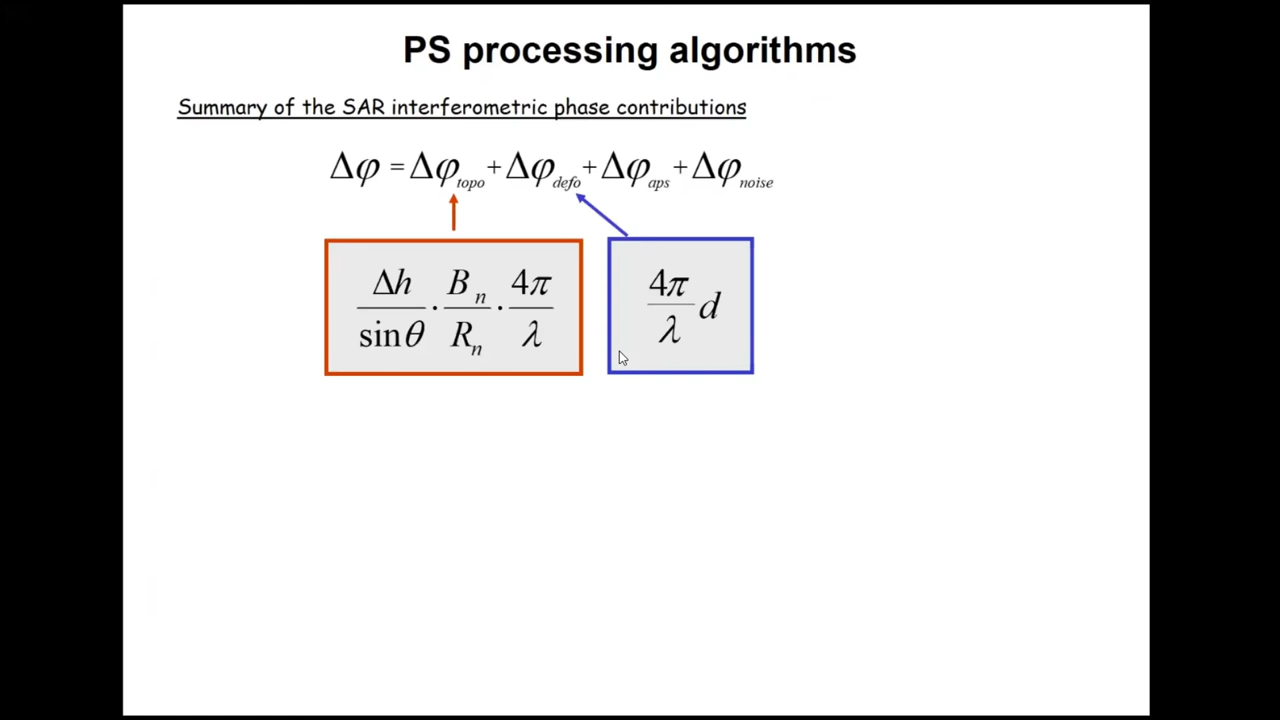 PS processing algorithms
Summary of the SAR interferometric phase contributions
Δφ = Δφ_topo + Δφ_defo + Δφ_aps + Δφ_noise
Δh / sin θ · B_n / R_n · 4π / λ
4π / λ d